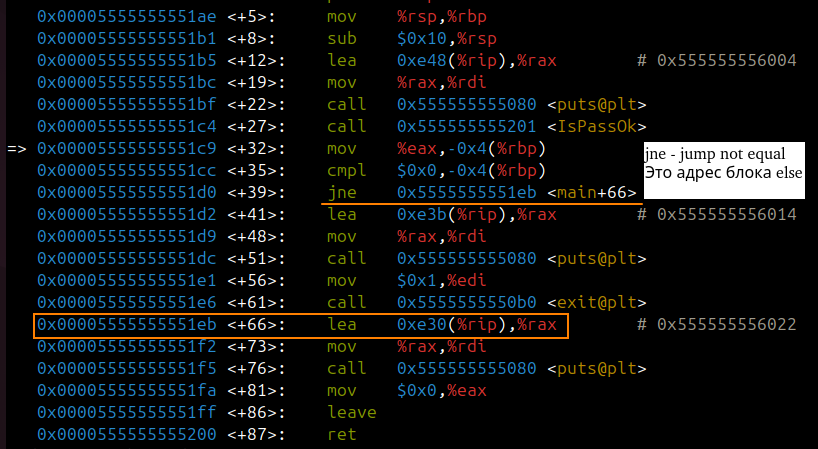 0x00005555555551ae <+5>: mov %rsp,%rbp
0x00005555555551b1 <+8>: sub $0x10,%rsp
0x00005555555551b5 <+12>: lea 0xe48(%rip),%rax # 0x555555556004
0x00005555555551bc <+19>: mov %rax,%rdi
0x00005555555551bf <+22>: call 0x555555555080 <puts@plt>
0x00005555555551c4 <+27>: call 0x555555555201 <IsPassOk>
=> 0x00005555555551c9 <+32>: mov %eax,-0x4(%rbp)
jne - jump not equal
0x00005555555551cc <+35>: cmpl $0x0,-0x4(%rbp)
Это адрес блока else
0x00005555555551d0 <+39>: jne 0x5555555551eb <main+66>
0x00005555555551d2 <+41>: lea 0xe3b(%rip),%rax # 0x555555556014
0x00005555555551d9 <+48>: mov %rax,%rdi
0x00005555555551dc <+51>: call 0x555555555080 <puts@plt>
0x00005555555551e1 <+56>: mov $0x1,%edi
0x00005555555551e6 <+61>: call 0x5555555550b0 <exit@plt>
0x00005555555551eb <+66>: lea 0xe30(%rip),%rax # 0x555555556022
0x00005555555551f2 <+73>: mov %rax,%rdi
0x00005555555551f5 <+76>: call 0x555555555080 <puts@plt>
0x00005555555551fa <+81>: mov $0x0,%eax
0x00005555555551ff <+86>: leave
0x0000555555555200 <+87>: ret